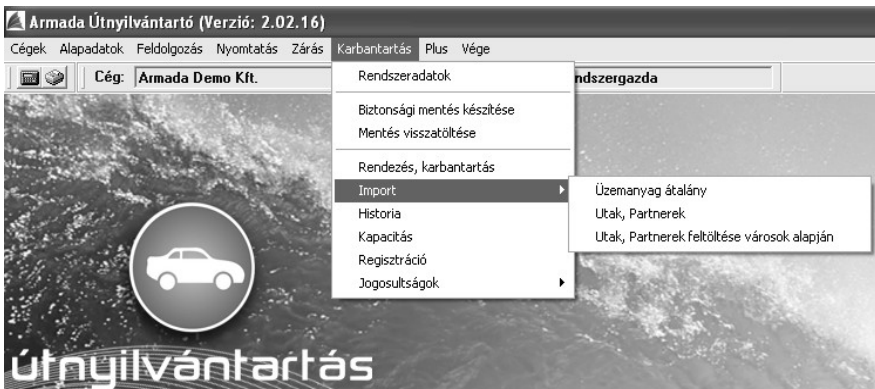 Armada Útnyilvántartó (Verzió: 2.02.16)
Cégek Alapadatok Feldolgozás Nyomtatás Zárás Karbantartás Plus Vége
Cég: Armada Demo Kft.
ndszergazda
Rendszeradatok
Biztonsági mentés készítése
Mentés visszatöltése
Rendezés, karbantartás
Import
Historia
Kapacitás
Regisztráció
Jogosultságok
Üzemanyag átalány
Utak, Partnerek
Utak, Partnerek feltöltése városok alapján
útnyilvántartás